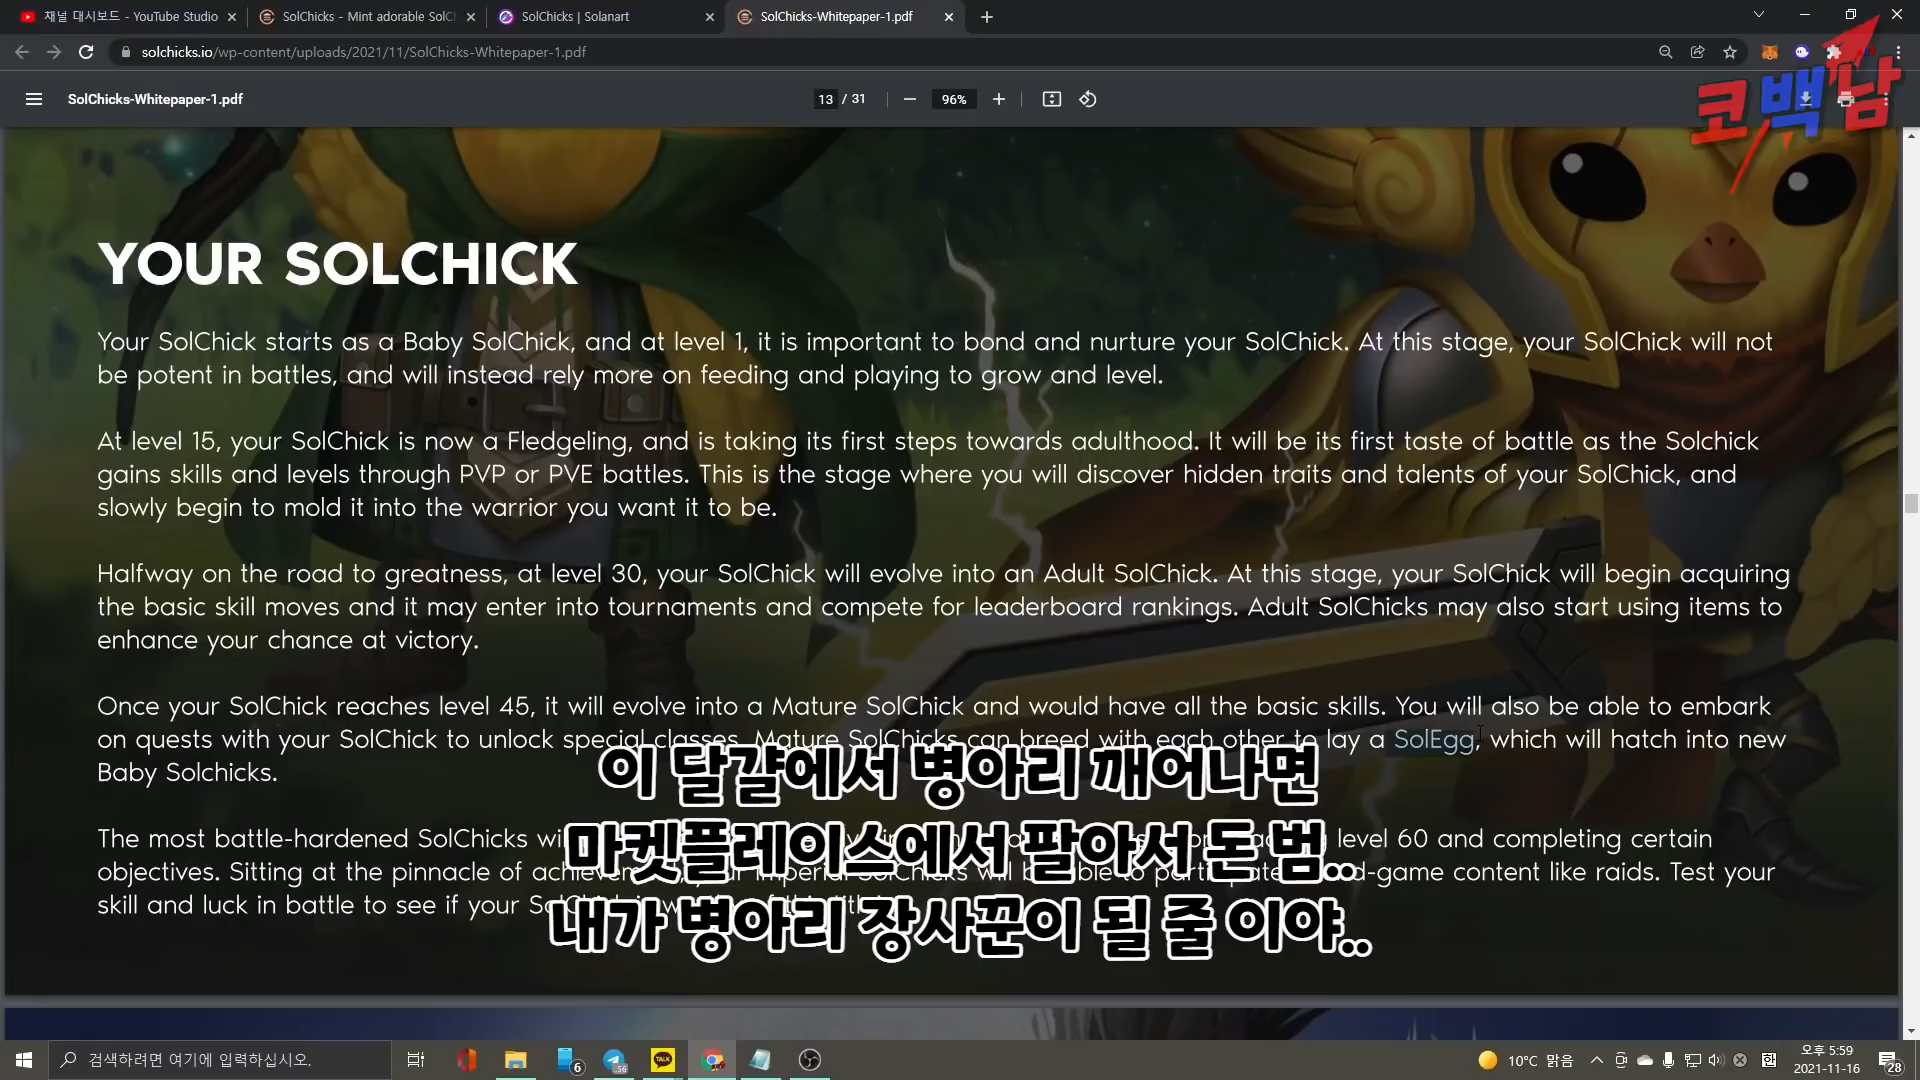 채널 대시보드 - YouTube Studio
SolChicks - Mint adorable SolC
SolChicks | Solanart
SolChicks-Whitepaper-1.pdf
solchicks.io/wp-content/uploads/2021/11/SolChicks-Whitepaper-1.pdf
SolChicks-Whitepaper-1.pdf
13 / 31
96%
코백남
YOUR SOLCHICK
Your SolChick starts as a Baby SolChick, and at level 1, it is important to bond and nurture your SolChick. At this stage, your SolChick will not
be potent in battles, and will instead rely more on feeding and playing to grow and level.
At level 15, your SolChick is now a Fledgeling, and is taking its first steps towards adulthood. It will be its first taste of battle as the Solchick
gains skills and levels through PVP or PVE battles. This is the stage where you will discover hidden traits and talents of your SolChick, and
slowly begin to mold it into the warrior you want it to be.
Halfway on the road to greatness, at level 30, your SolChick will evolve into an Adult SolChick. At this stage, your SolChick will begin acquiring
the basic skill moves and it may enter into tournaments and compete for leaderboard rankings. Adult SolChicks may also start using items to
enhance your chance at victory.
Once your SolChick reaches level 45, it will evolve into a Mature SolChick and would have all the basic skills. You will also be able to embark
on quests with your SolChick to unlock special classes. Mature SolChicks can breed with each other to lay a SolEgg, which will hatch into new
Baby Solchicks.
이 달걀에서 병아리 깨어나면
The most battle-hardened SolChicks level 60 and completing certain
마켓플레이스에서 팔아서 돈 범..
objectives. Sitting at the pinnacle of -game content like raids. Test your
skill and luck in battle to see if your
내가 병아리 장사꾼이 될 줄 이야..
검색하려면 여기에 입력하십시오.
6
56
TALK
10°C 맑음
한
오후 5:59
2021-11-16
28